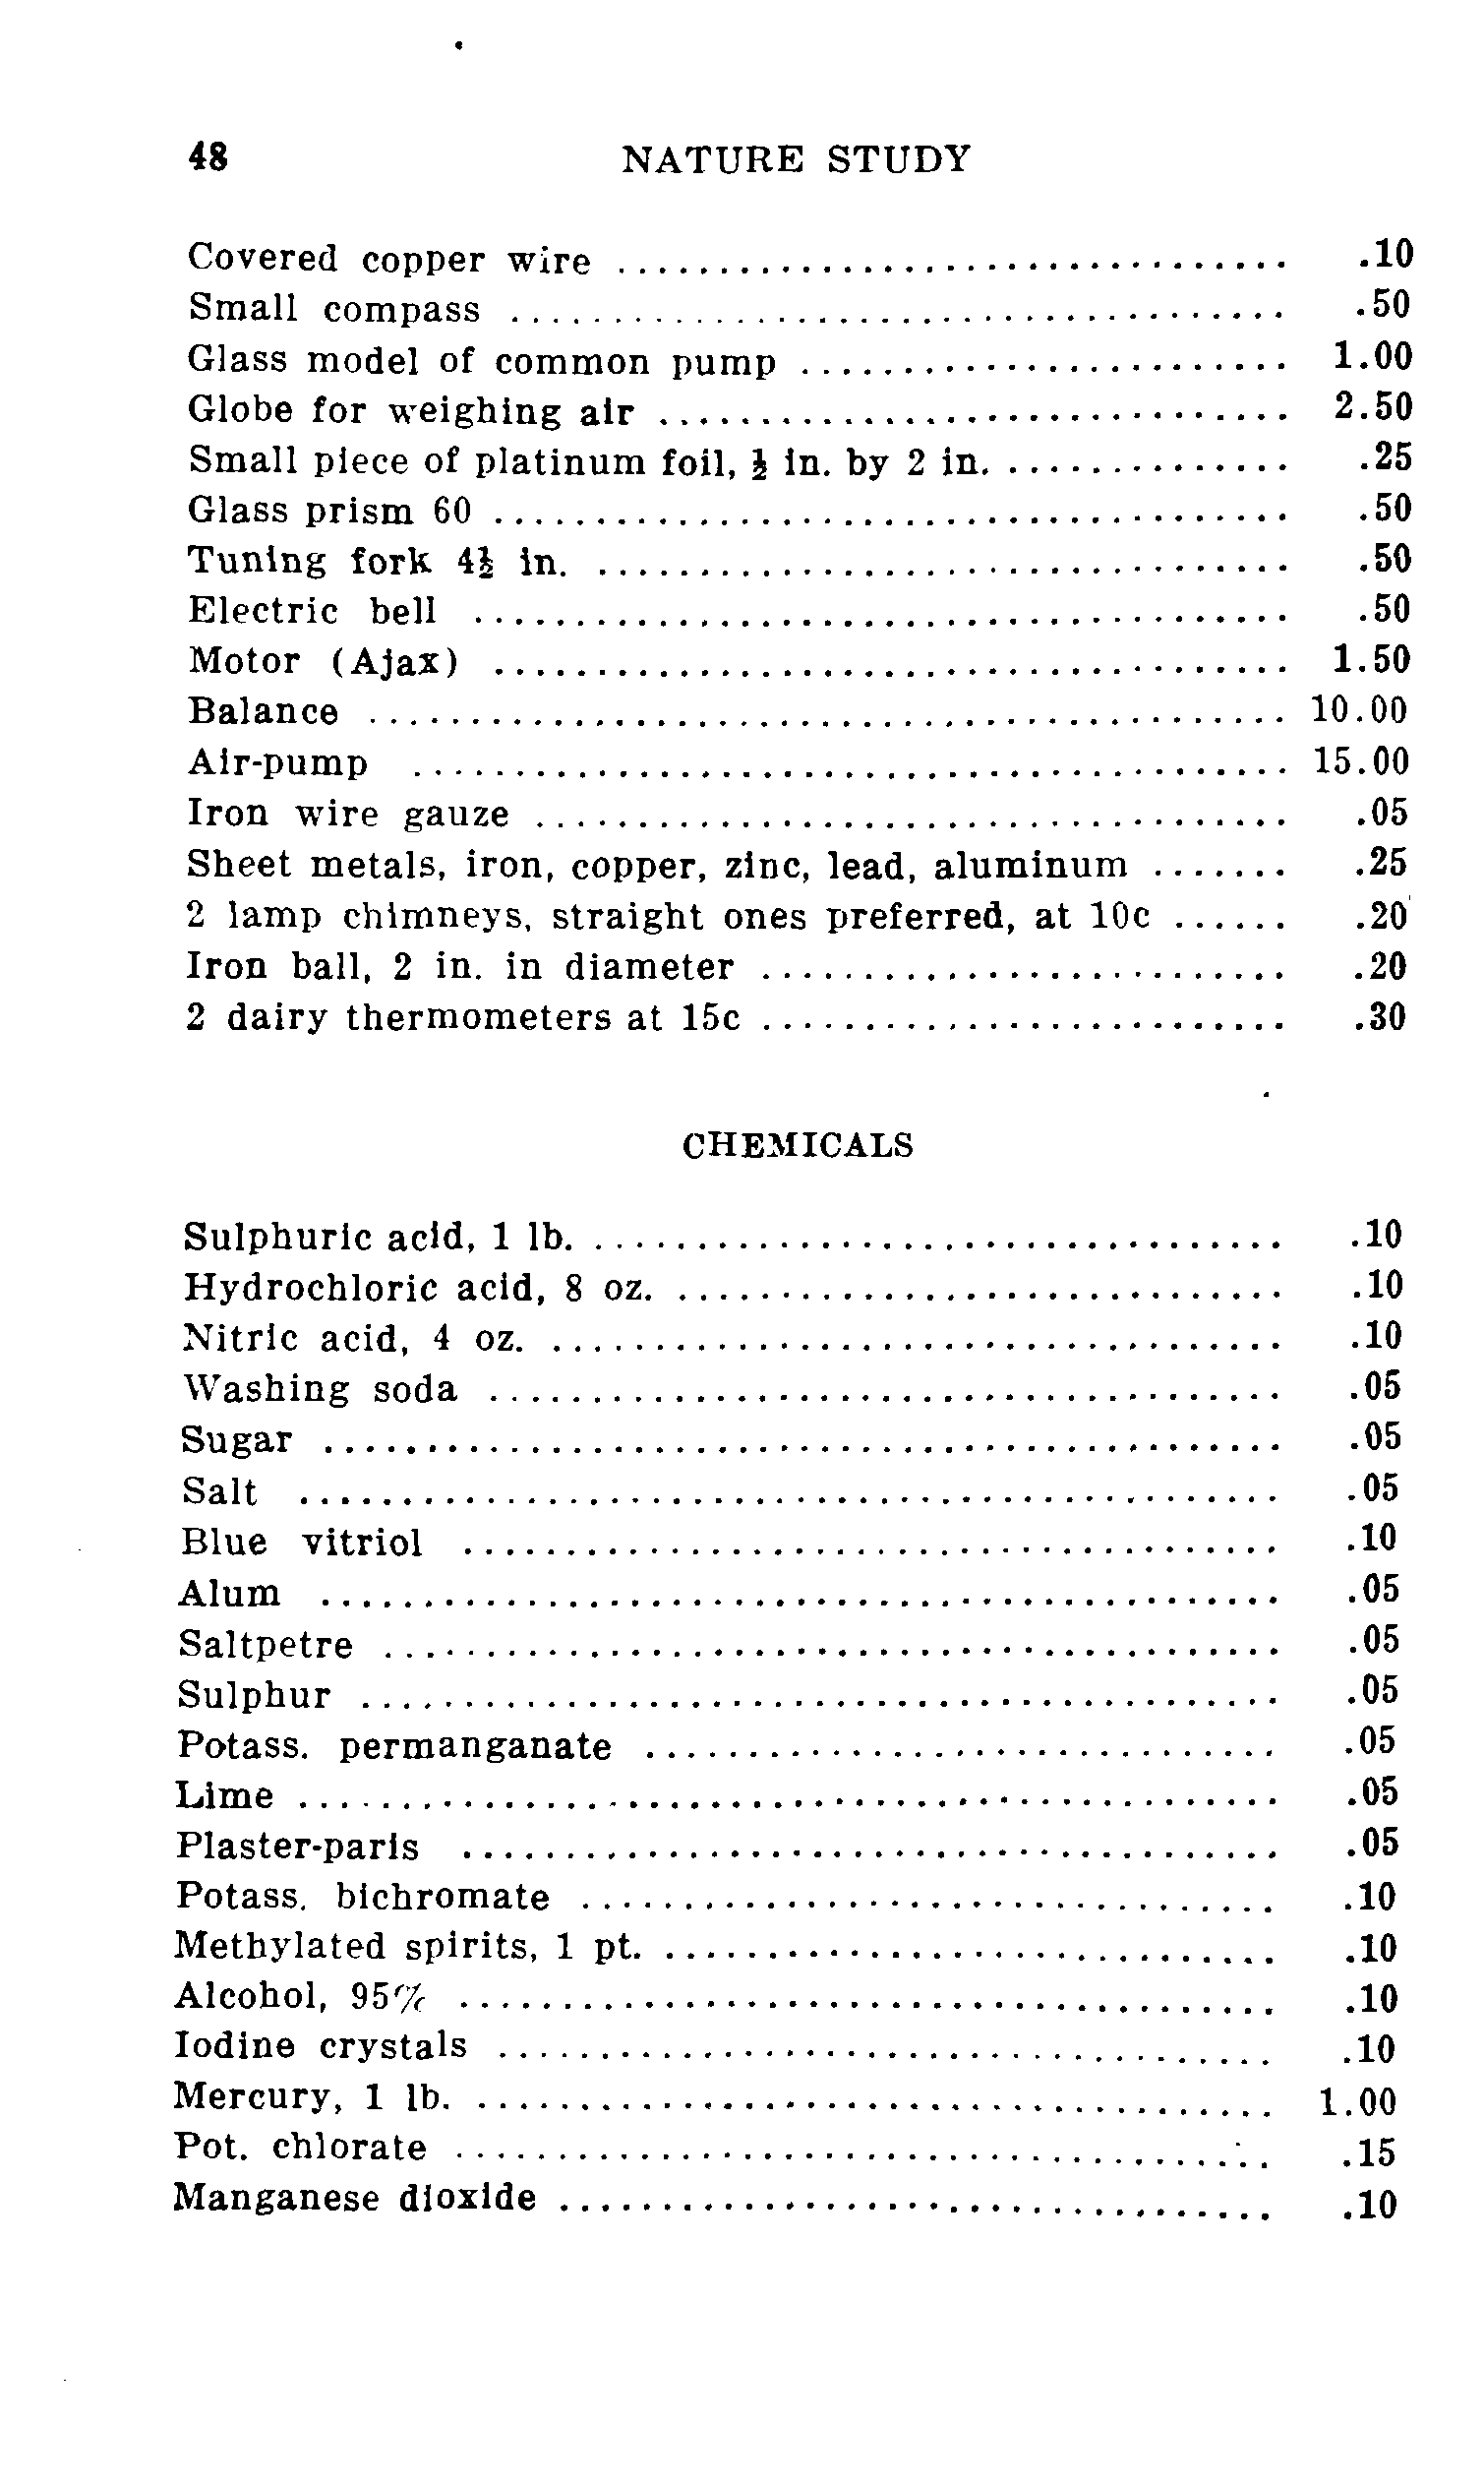 48 NATURE STUDY
Covered copper wire ................................. .10
Small compass ...................................... .50
Glass model of common pump ........................ 1.00
Globe for weighing air ............................... 2.50
Small piece of platinum foil, ½ in. by 2 in. .............. .25
Glass prism 60 ....................................... .50
Tuning fork 4½ in. .................................. .50
Electric bell ........................................ .50
Motor (Ajax) ....................................... 1.50
Balance ............................................. 10.00
Air-pump ........................................... 15.00
Iron wire gauze ..................................... .05
Sheet metals, iron, copper, zinc, lead, aluminum ....... .25
2 lamp chimneys, straight ones preferred, at 10c ...... .20
Iron ball, 2 in. in diameter .......................... .20
2 dairy thermometers at 15c .......................... .30
CHEMICALS
Sulphuric acid, 1 lb. .................................. .10
Hydrochloric acid, 8 oz. .............................. .10
Nitric acid, 4 oz. .................................... .10
Washing soda ....................................... .05
Sugar ............................................... .05
Salt ................................................ .05
Blue vitriol ........................................ .10
Alum ............................................... .05
Saltpetre ............................................ .05
Sulphur ............................................. .05
Potass. permanganate ............................... .05
Lime ................................................ .05
Plaster-paris ........................................ .05
Potass. bichromate .................................. .10
Methylated spirits, 1 pt. .............................. .10
Alcohol, 95% ........................................ .10
Iodine crystals ...................................... .10
Mercury, 1 lb. ....................................... 1.00
Pot. chlorate ........................................ .15
Manganese dioxide ................................... .10